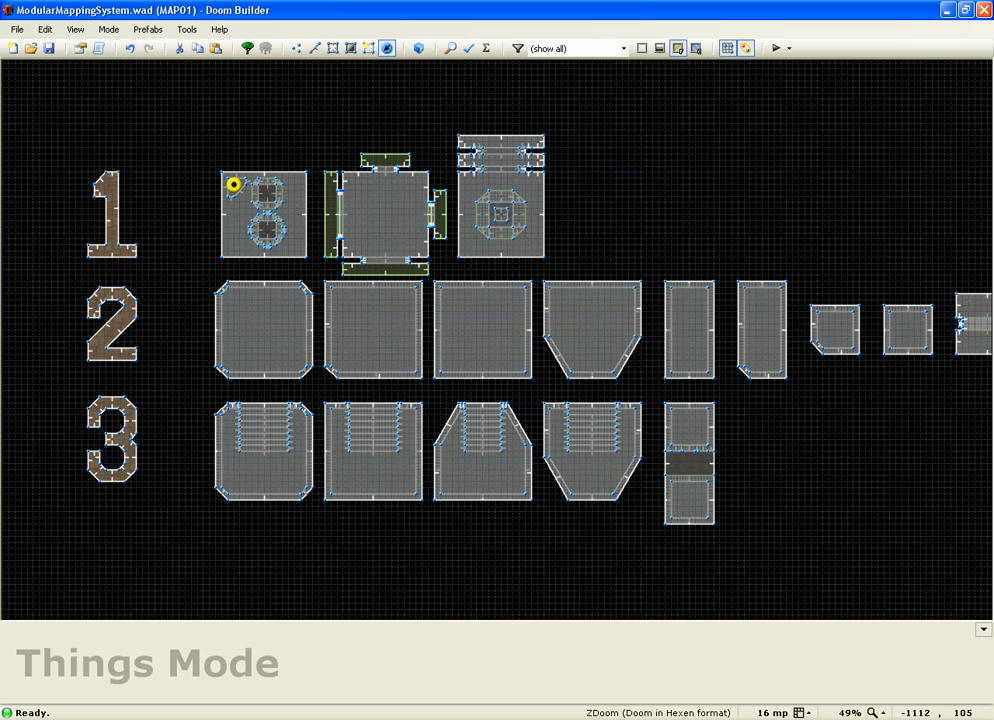 ModularMappingSystem.wad (MAP01) - Doom Builder
File Edit View Mode Prefabs Tools Help
(show all)
1
2
3
Things Mode
Ready. ZDoom (Doom in Hexen format) 16 mp 49% -1112 , 105